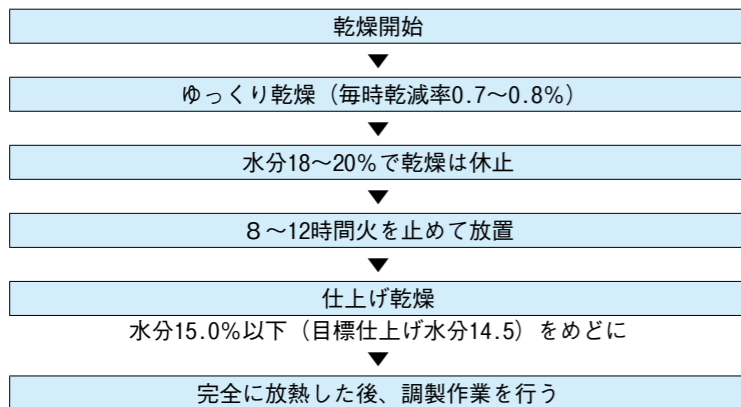 乾燥開始
▼
ゆっくり乾燥（毎時乾減率0.7～0.8％）
▼
水分18～20％で乾燥は休止
▼
８～12時間火を止めて放置
▼
仕上げ乾燥
水分15.0％以下（目標仕上げ水分14.5）をめどに
▼
完全に放熱した後、調製作業を行う